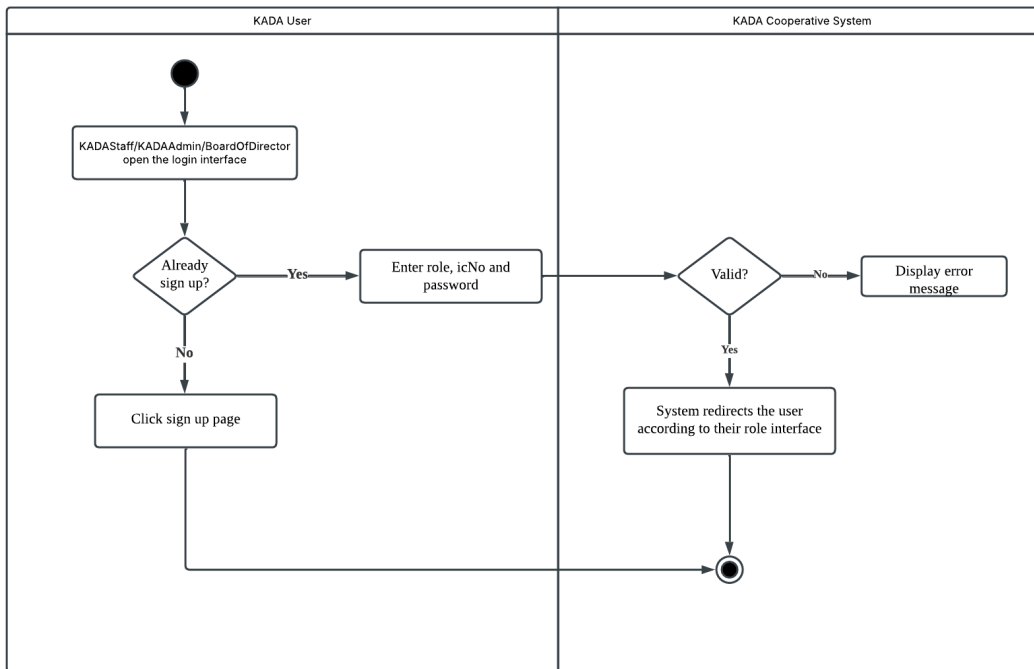 KADA User
KADA Cooperative System
KADAStaff/KADAAdmin/BoardOfDirector
open the login interface
Already
sign up?
Yes
Enter role, icNo and
password
Valid?
No
Display error
message
No
Yes
Click sign up page
System redirects the user
according to their role interface